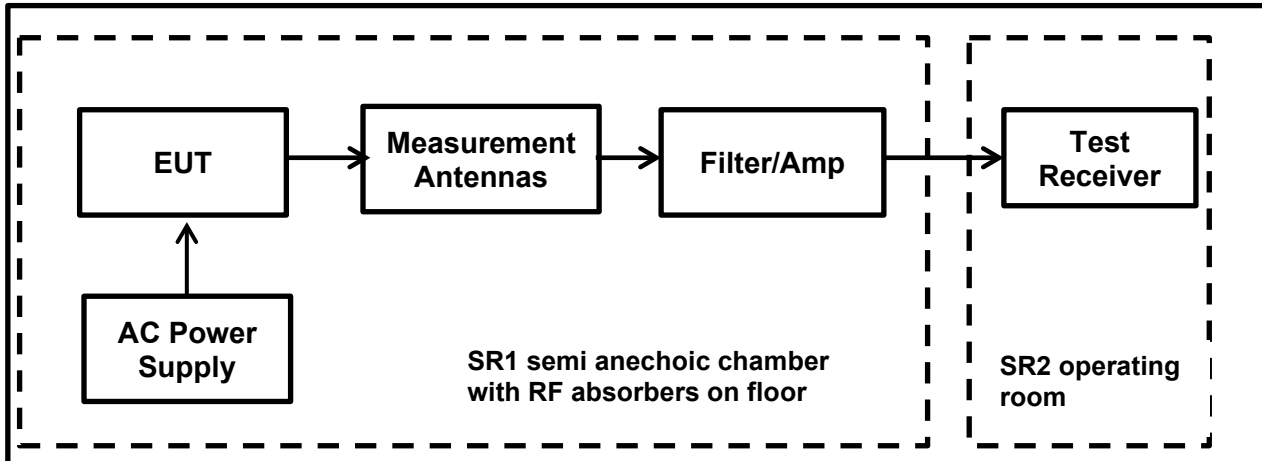 EUT
Measurement
Antennas
Filter/Amp
Test
Receiver
AC Power
Supply
SR1 semi anechoic chamber
with RF absorbers on floor
SR2 operating
room